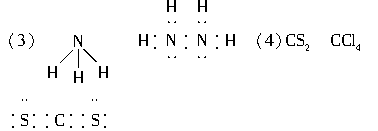 H H
(3) N H : N : N : H (4) CS₂ CCl₄
H H H
: S : : C : : S :